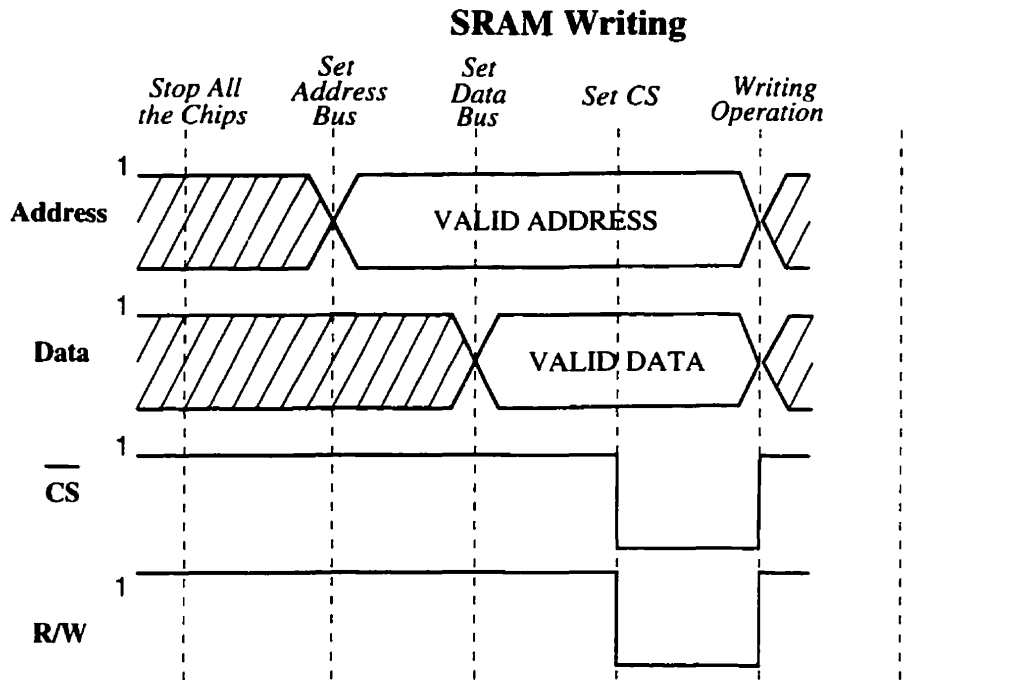 SRAM Writing
Stop All
the Chips
Set
Address
Bus
Set
Data
Bus
Set CS
Writing
Operation
1
Address
VALID ADDRESS
1
Data
VALID DATA
1
CS
1
R/W